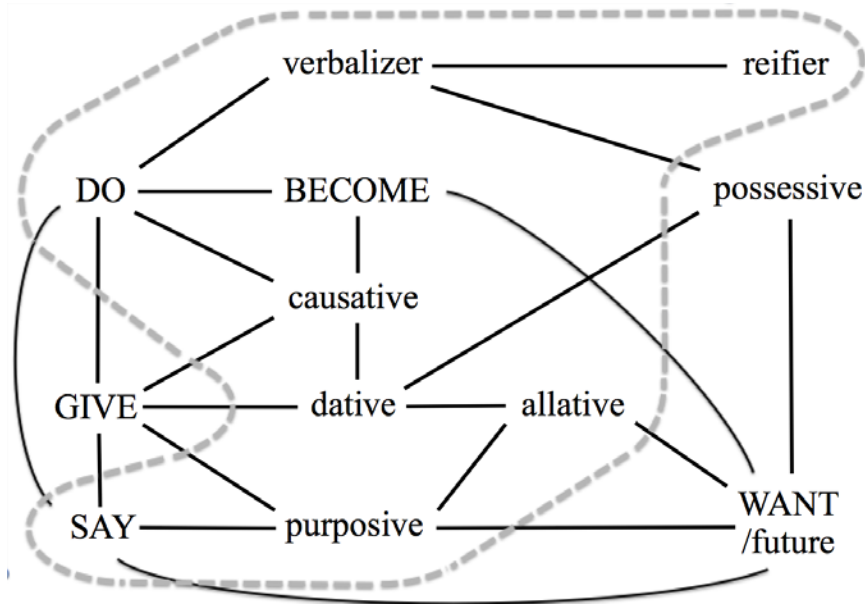 verbalizer reifier
DO BECOME possessive
causative
GIVE dative allative
SAY purposive WANT
/future